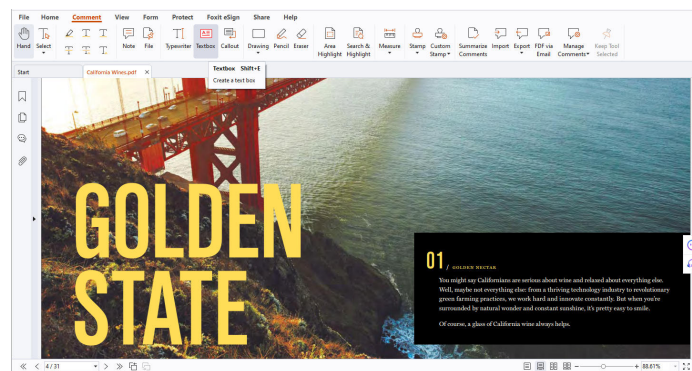 File Home Comment View Form Protect Foxit eSign Share Help
Hand Select Note File Typewriter Textbox Callout Drawing Pencil Eraser Area Highlight Search & Highlight Measure Stamp Custom Stamp Summarize Comments Import Export FDF via Email Manage Comments Keep Tool Selected
Start California Wines.pdf
Textbox Shift+E
Create a text box
GOLDEN
STATE
01/ GOLDEN NECTAR
You might say Californians are serious about wine and relaxed about everything else.
Well, maybe not everything else: from a thriving technology industry to revolutionary
green farming practices, we work hard and innovate constantly. But when you're
surrounded by natural wonder and constant sunshine, it's pretty easy to smile.
Of course, a glass of California wine always helps.
4/31 88.61%